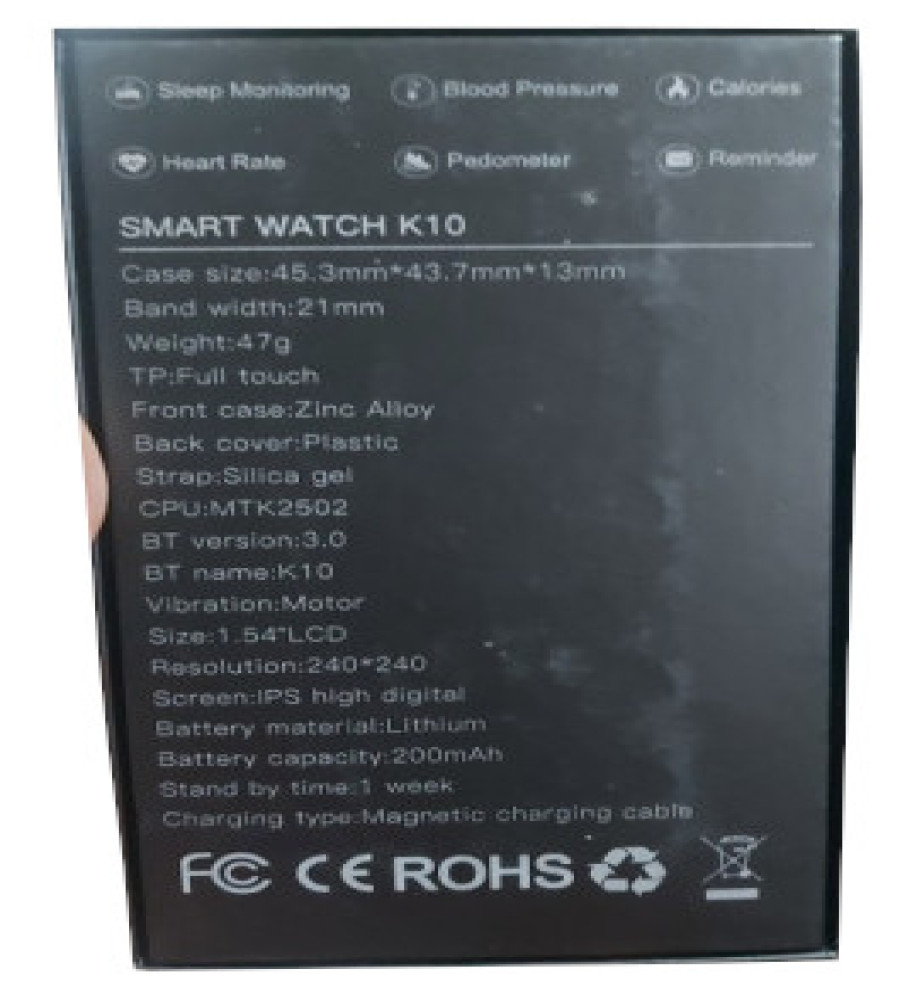 Sleep Monitoring Blood Pressure Calories
Heart Rate Pedometer Reminder
SMART WATCH K10
Case size:45.3mm*43.7mm*13mm
Band width:21mm
Weight:47g
TP:Full touch
Front case:Zinc Alloy
Back cover:Plastic
Strap:Silica gel
CPU:MTK2502
BT version:3.0
BT name:K10
Vibration:Motor
Size:1.54"LCD
Resolution:240*240
Screen:IPS high digital
Battery material:Lithium
Battery capacity:200mAh
Stand by time:1 week
Charging type:Magnetic charging cable
FC CE ROHS